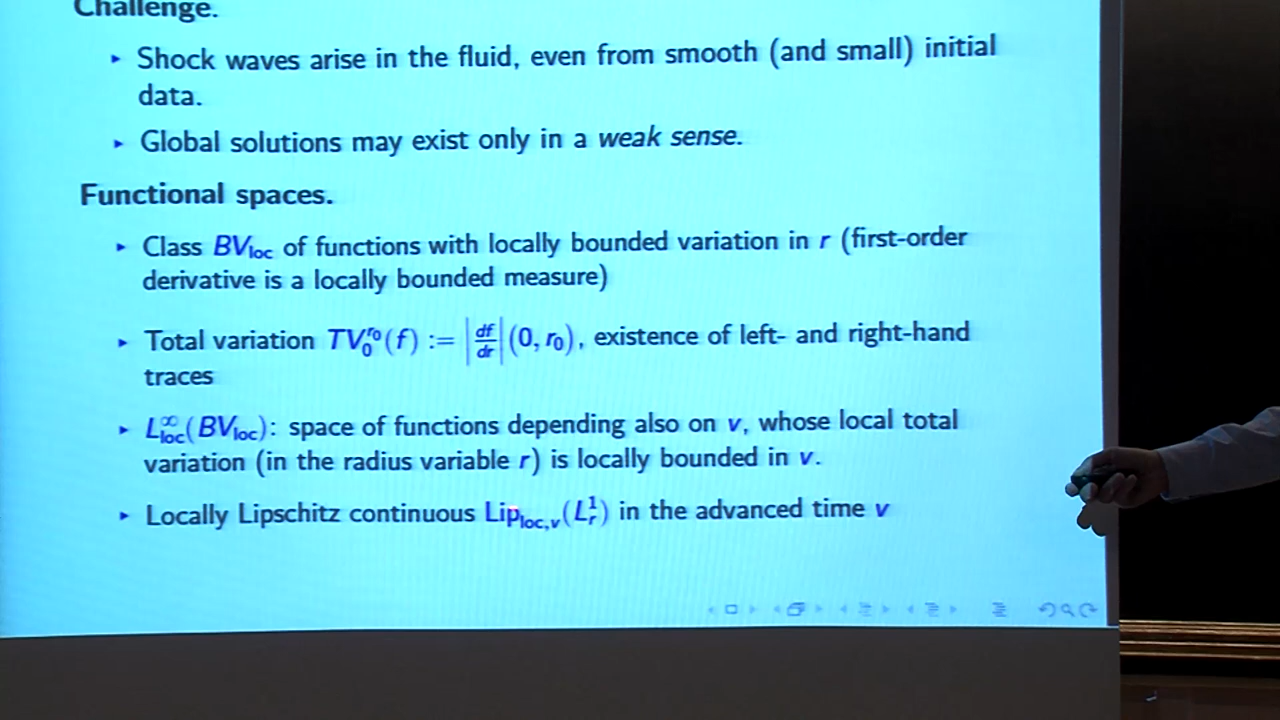 Challenge.
▸ Shock waves arise in the fluid, even from smooth (and small) initial
data.
▸ Global solutions may exist only in a weak sense.
Functional spaces.
▸ Class BV_loc of functions with locally bounded variation in r (first-order
derivative is a locally bounded measure)
▸ Total variation TV_0^{r_0}(f) := |df/dr|(0, r_0), existence of left- and right-hand
traces
▸ L^∞_loc(BV_loc): space of functions depending also on v, whose local total
variation (in the radius variable r) is locally bounded in v.
▸ Locally Lipschitz continuous Lip_{loc,v}(L^1_r) in the advanced time v